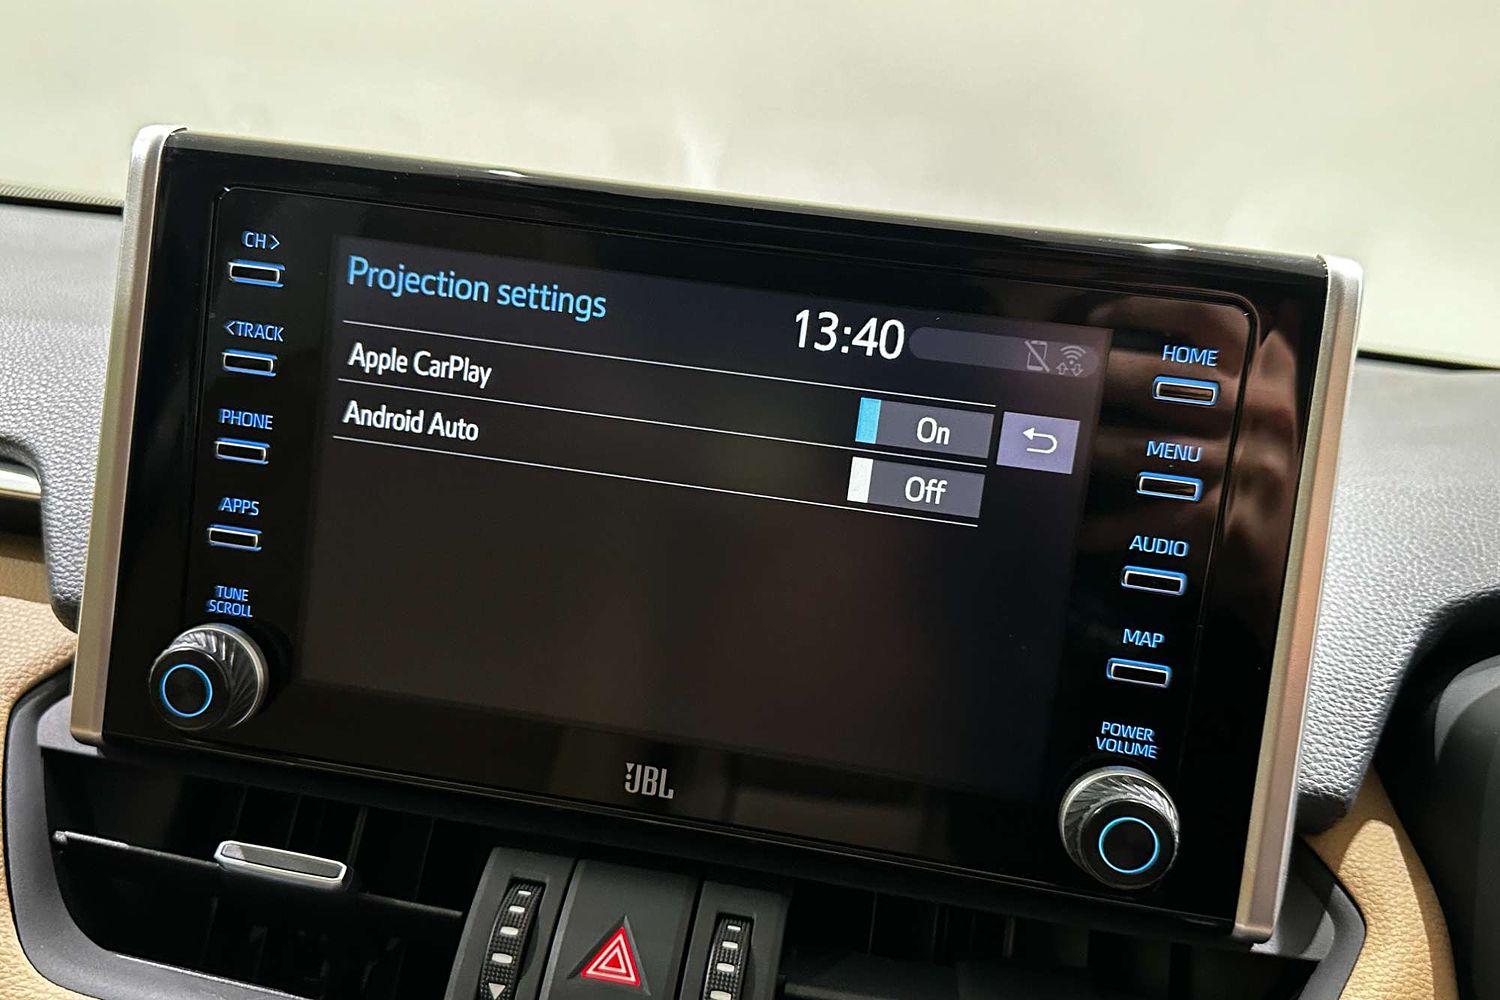 CH>
<TRACK
PHONE
APPS
TUNE
SCROLL
Projection settings
13:40
Apple CarPlay
On
Android Auto
Off
JBL
HOME
MENU
AUDIO
MAP
POWER
VOLUME